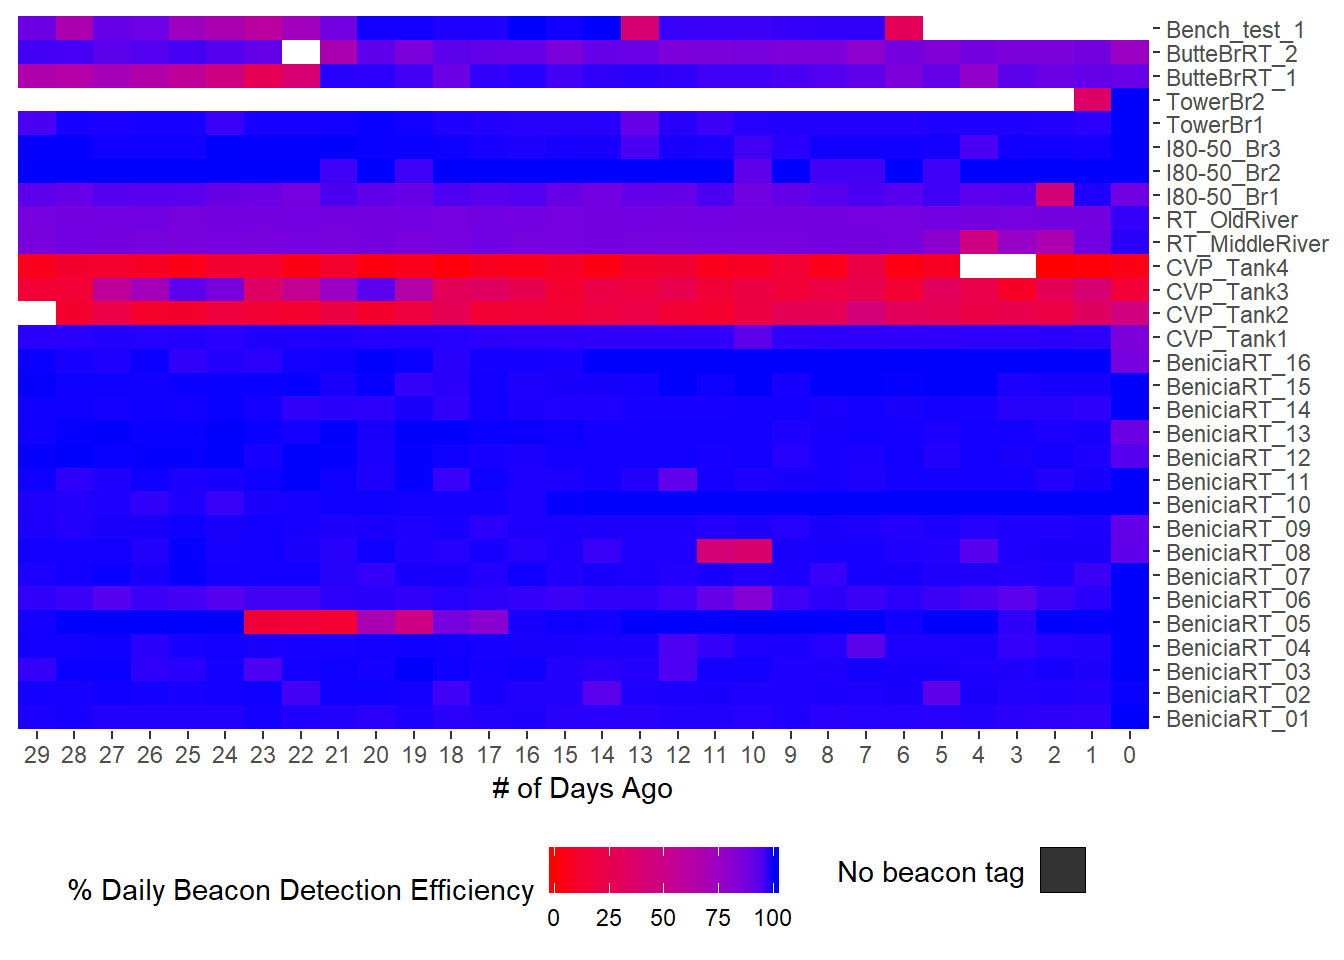 Bench_test_1
ButteBrRT_2
ButteBrRT_1
TowerBr2
TowerBr1
I80-50_Br3
I80-50_Br2
I80-50_Br1
RT_OldRiver
RT_MiddleRiver
CVP_Tank4
CVP_Tank3
CVP_Tank2
CVP_Tank1
BeniciaRT_16
BeniciaRT_15
BeniciaRT_14
BeniciaRT_13
BeniciaRT_12
BeniciaRT_11
BeniciaRT_10
BeniciaRT_09
BeniciaRT_08
BeniciaRT_07
BeniciaRT_06
BeniciaRT_05
BeniciaRT_04
BeniciaRT_03
BeniciaRT_02
BeniciaRT_01
29 28 27 26 25 24 23 22 21 20 19 18 17 16 15 14 13 12 11 10 9 8 7 6 5 4 3 2 1 0
# of Days Ago
% Daily Beacon Detection Efficiency
0 25 50 75 100
No beacon tag